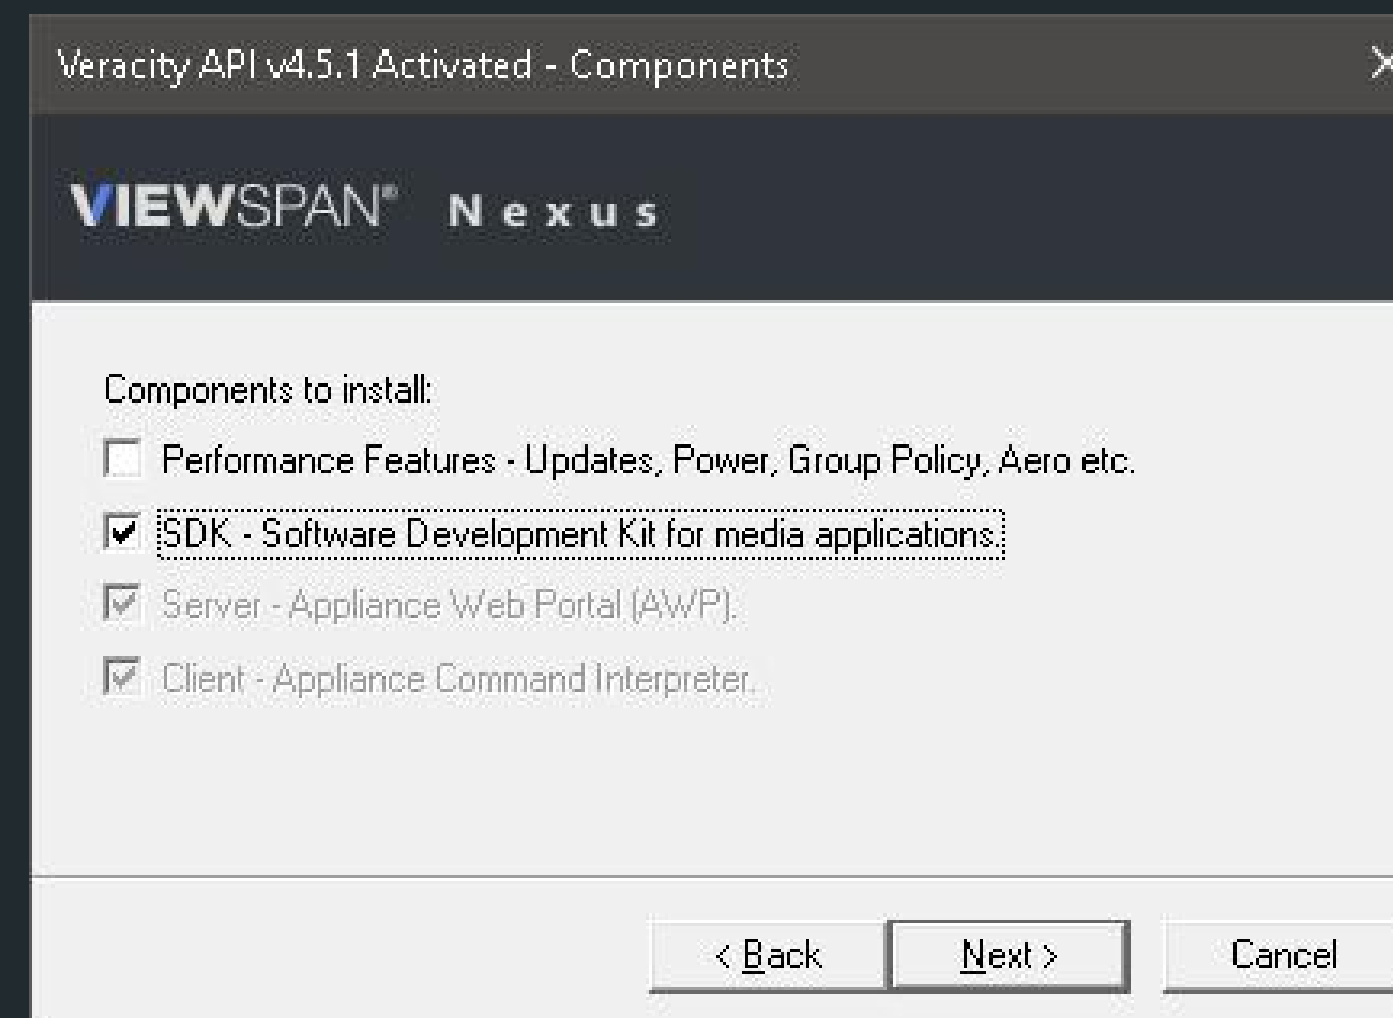 Veracity API v4.5.1 Activated - Components
VIEWSPAN® Nexus
Components to install:
Performance Features - Updates, Power, Group Policy, Aero etc.
SDK - Software Development Kit for media applications.
Server - Appliance Web Portal (AWP).
Client - Appliance Command Interpreter.
< Back Next > Cancel